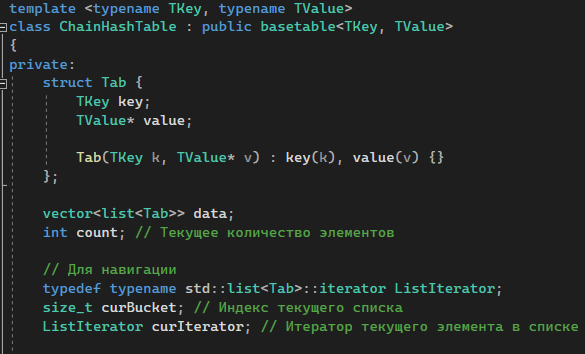 template <typename TKey, typename TValue>
class ChainHashTable : public basetable<TKey, TValue>
{
private:
    struct Tab {
        TKey key;
        TValue* value;

        Tab(TKey k, TValue* v) : key(k), value(v) {}
    };

    vector<list<Tab>> data;
    int count; // Текущее количество элементов

    // Для навигации
    typedef typename std::list<Tab>::iterator ListIterator;
    size_t curBucket; // Индекс текущего списка
    ListIterator curIterator; // Итератор текущего элемента в списке